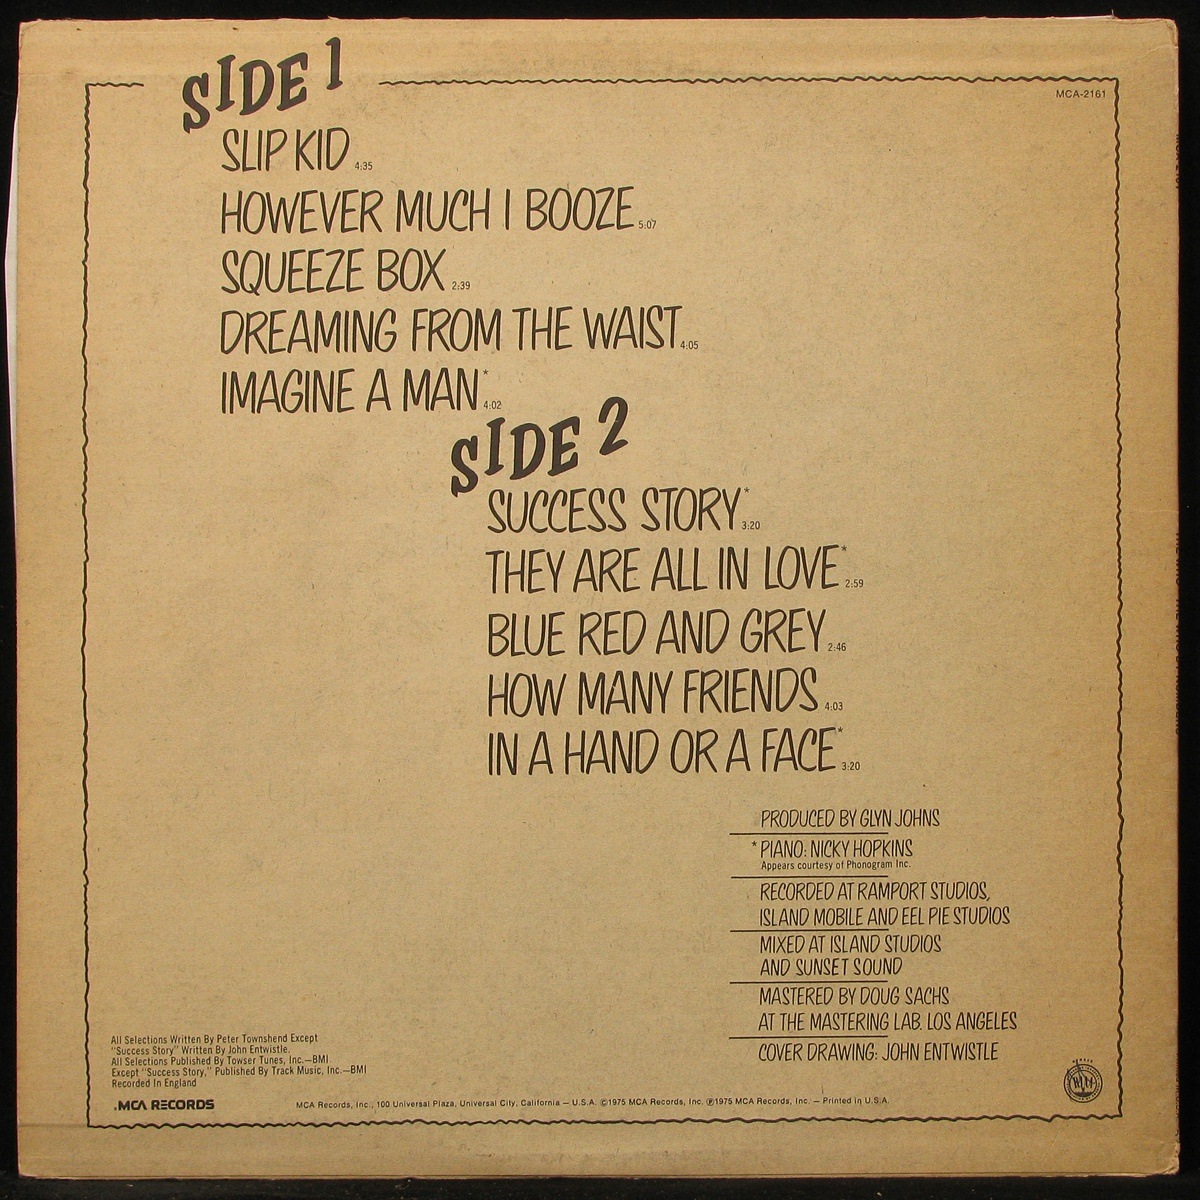 SIDE 1
MCA-2161
SLIP KID 4:35
HOWEVER MUCH I BOOZE 5:07
SQUEEZE BOX 2:39
DREAMING FROM THE WAIST 4:05
IMAGINE A MAN* 4:02
SIDE 2
SUCCESS STORY* 3:20
THEY ARE ALL IN LOVE* 2:59
BLUE RED AND GREY 2:46
HOW MANY FRIENDS 4:03
IN A HAND OR A FACE* 3:20
PRODUCED BY GLYN JOHNS
* PIANO: NICKY HOPKINS
Appears courtesy of Phonogram Inc.
RECORDED AT RAMPORT STUDIOS,
ISLAND MOBILE AND EEL PIE STUDIOS
MIXED AT ISLAND STUDIOS
AND SUNSET SOUND
MASTERED BY DOUG SACHS
AT THE MASTERING LAB. LOS ANGELES
COVER DRAWING: JOHN ENTWISTLE
All Selections Written By Peter Townshend Except
"Success Story" Written By John Entwistle.
All Selections Published By Towser Tunes, Inc.—BMI
Except "Success Story," Published By Track Music, Inc.—BMI
Recorded In England
.MCA RECORDS
MCA Records, Inc., 100 Universal Plaza, Universal City, California — U.S.A. ©1975 MCA Records, Inc. ℗1975 MCA Records, Inc. — Printed in U.S.A.